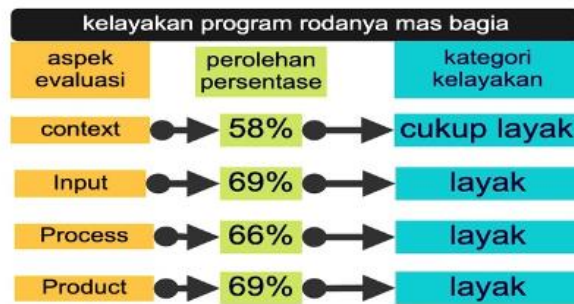 kelayakan program rodanya mas bagia
aspek evaluasi
perolehan persentase
kategori kelayakan
context 58% cukup layak
Input 69% layak
Process 66% layak
Product 69% layak